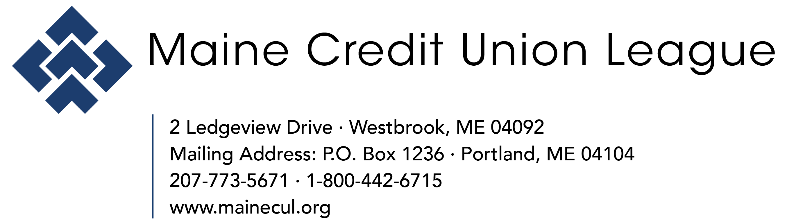 Maine Credit Union League
2 Ledgeview Drive · Westbrook, ME 04092
Mailing Address: P.O. Box 1236 · Portland, ME 04104
207-773-5671 · 1-800-442-6715
www.mainecul.org